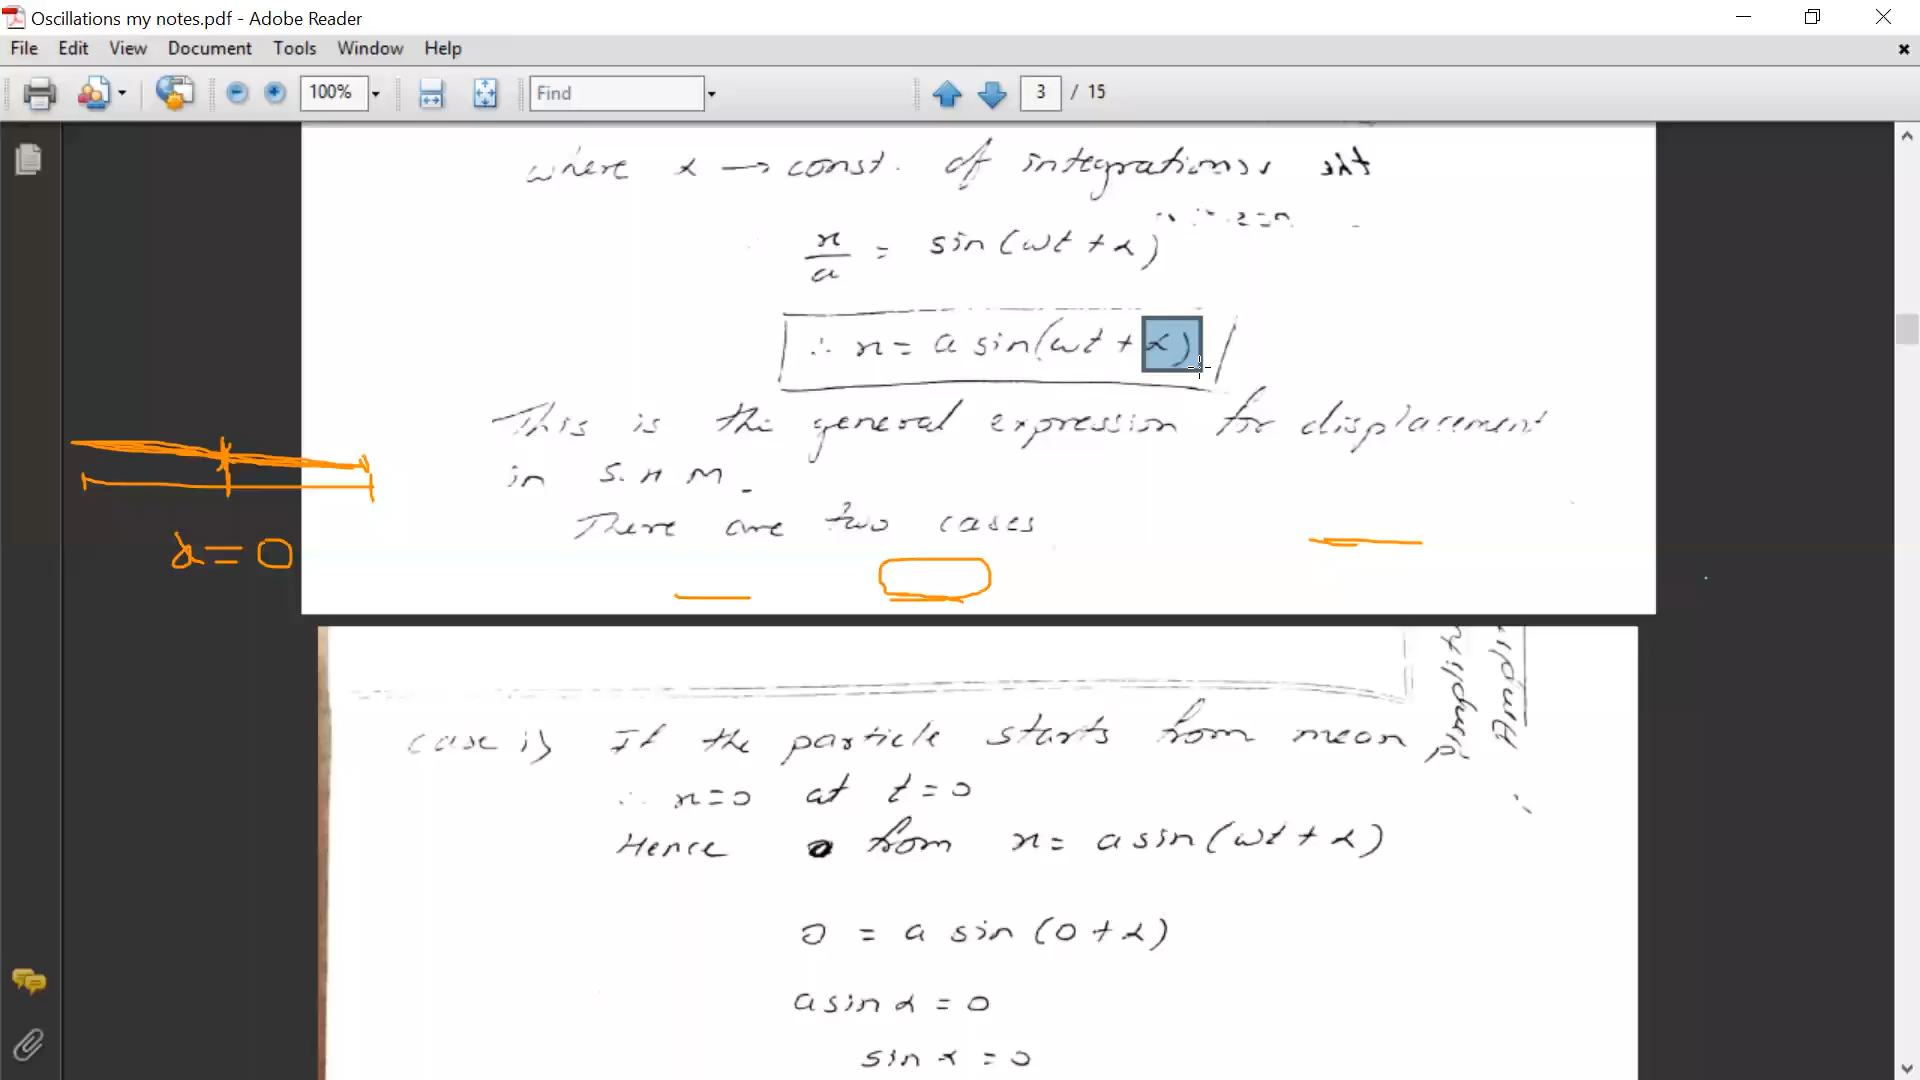 Oscillations my notes.pdf - Adobe Reader
File Edit View Document Tools Window Help
100% Find 3 / 15
where α → const. of integration
x/a = sin(ωt + α)
∴ x = a sin(ωt + α)
This is the general expression for displacement
in S.H.M.
There are two cases
α = 0
case i) If the particle starts from mean
∴ x=0 at t=0
Hence from x = a sin(ωt + α)
0 = a sin (0 + α)
a sin α = 0
sin α = 0